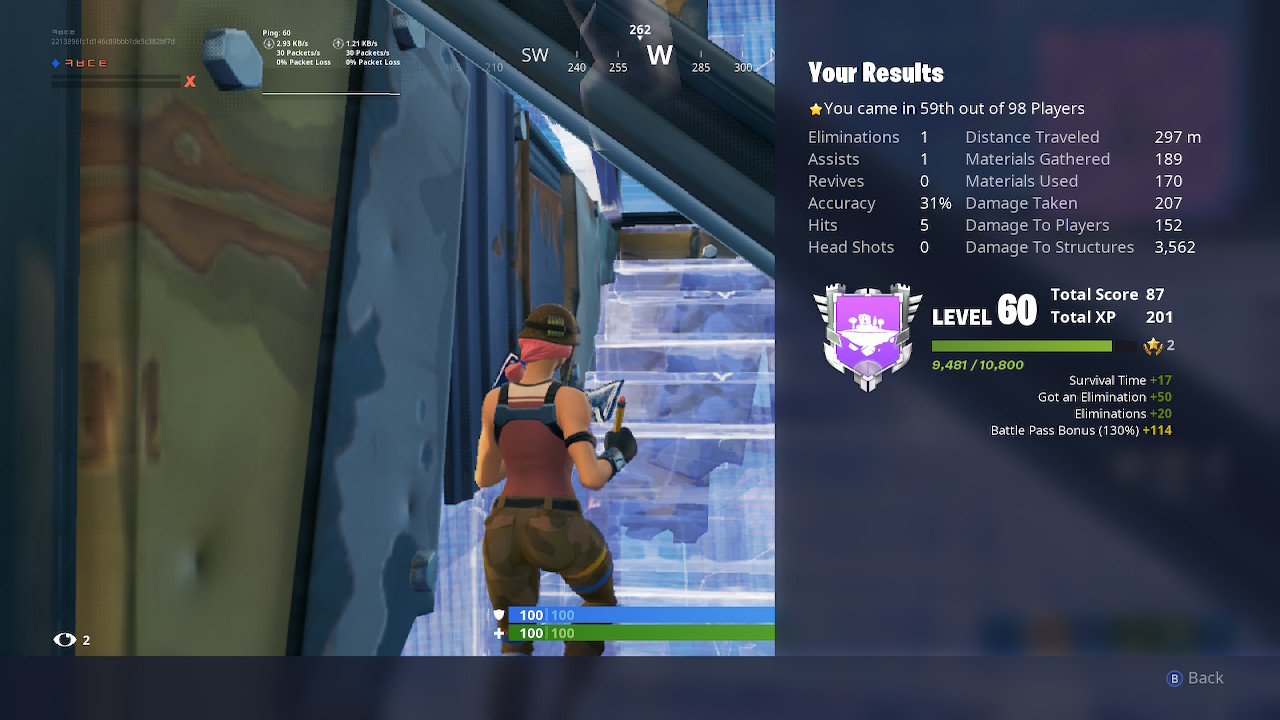 Ping: 60
2.93 KB/s 1.21 KB/s
30 Packets/s 30 Packets/s
0% Packet Loss 0% Packet Loss
262
210 SW 240 255 W 285 300
Your Results
You came in 59th out of 98 Players
Eliminations 1 Distance Traveled 297 m
Assists 1 Materials Gathered 189
Revives 0 Materials Used 170
Accuracy 31% Damage Taken 207
Hits 5 Damage To Players 152
Head Shots 0 Damage To Structures 3,562
LEVEL 60 Total Score 87
Total XP 201
2
9,481 / 10,800
Survival Time +17
Got an Elimination +50
Eliminations +20
Battle Pass Bonus (130%) +114
100 | 100
100 | 100
2
B Back